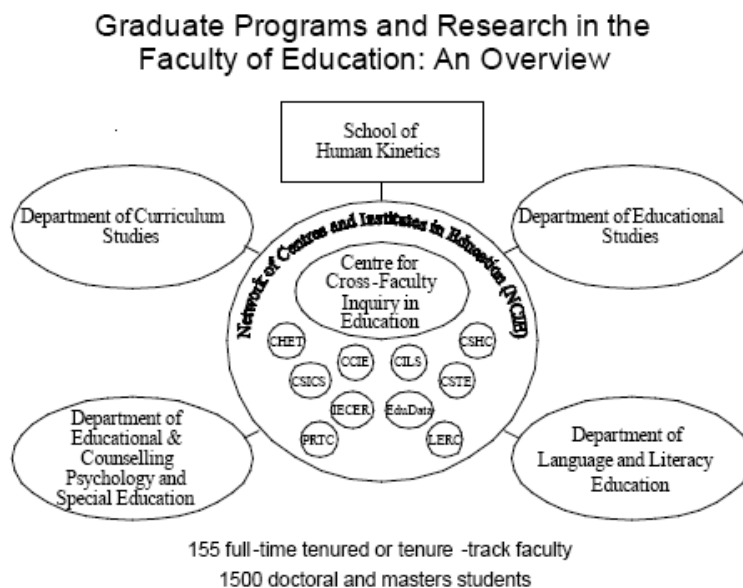 Graduate Programs and Research in the
Faculty of Education: An Overview
School of
Human Kinetics
Department of Curriculum
Studies
Department of Educational
Studies
Network of Centres and Institutes in Education (NCIE)
Centre for
Cross-Faculty
Inquiry in
Education
CHET
CSHC
CCIE
CILS
CSICS
CSTE
IECER
EduData
PRTC
LERC
Department of
Educational &
Counselling
Psychology and
Special Education
Department of
Language and Literacy
Education
155 full-time tenured or tenure -track faculty
1500 doctoral and masters students